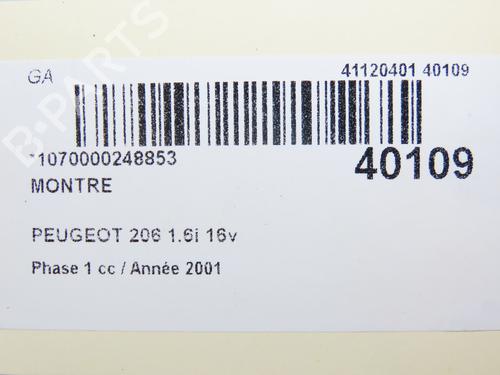 GA
41120401 40109
*1070000248853
40109
MONTRE
PEUGEOT 206 1.6i 16v
Phase 1 cc / Année 2001
B-PARTS